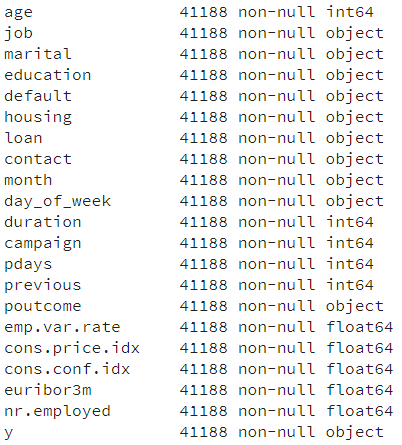 age 41188 non-null int64
job 41188 non-null object
marital 41188 non-null object
education 41188 non-null object
default 41188 non-null object
housing 41188 non-null object
loan 41188 non-null object
contact 41188 non-null object
month 41188 non-null object
day_of_week 41188 non-null object
duration 41188 non-null int64
campaign 41188 non-null int64
pdays 41188 non-null int64
previous 41188 non-null int64
poutcome 41188 non-null object
emp.var.rate 41188 non-null float64
cons.price.idx 41188 non-null float64
cons.conf.idx 41188 non-null float64
euribor3m 41188 non-null float64
nr.employed 41188 non-null float64
y 41188 non-null object